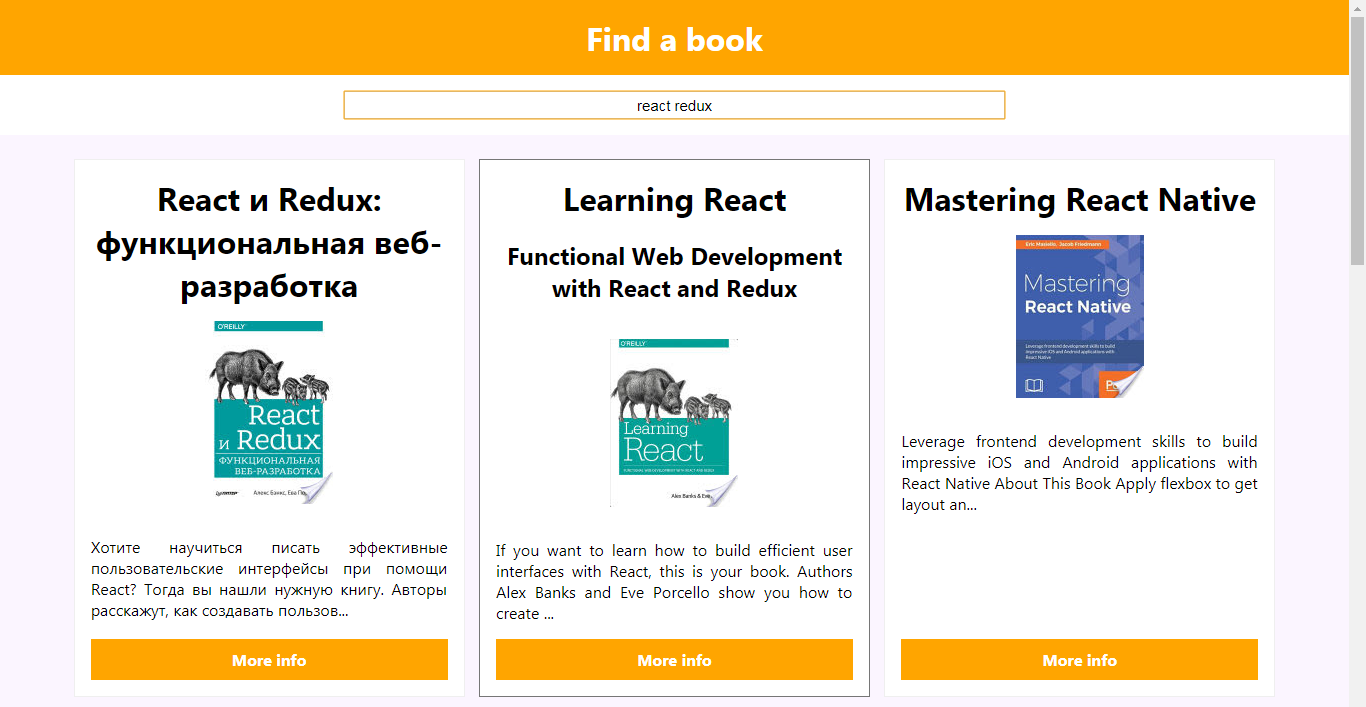 Find a book
react redux
React и Redux:
функциональная веб-
разработка
O'REILLY
React
и Redux
ФУНКЦИОНАЛЬНАЯ
ВЕБ-РАЗРАБОТКА
Алекс Бэнкс, Ева По
Хотите научиться писать эффективные
пользовательские интерфейсы при помощи
React? Тогда вы нашли нужную книгу. Авторы
расскажут, как создавать пользов...
More info
Learning React
Functional Web Development
with React and Redux
O'REILLY
Learning
React
FUNCTIONAL WEB DEVELOPMENT WITH REACT AND REDUX
Alex Banks & Eve
If you want to learn how to build efficient user
interfaces with React, this is your book. Authors
Alex Banks and Eve Porcello show you how to
create ...
More info
Mastering React Native
Eric Masiello, Jacob Friedmann
Mastering
React Native
Leverage frontend development skills to build
impressive iOS and Android applications with
React Native
Leverage frontend development skills to build
impressive iOS and Android applications with
React Native About This Book Apply flexbox to get
layout an...
More info